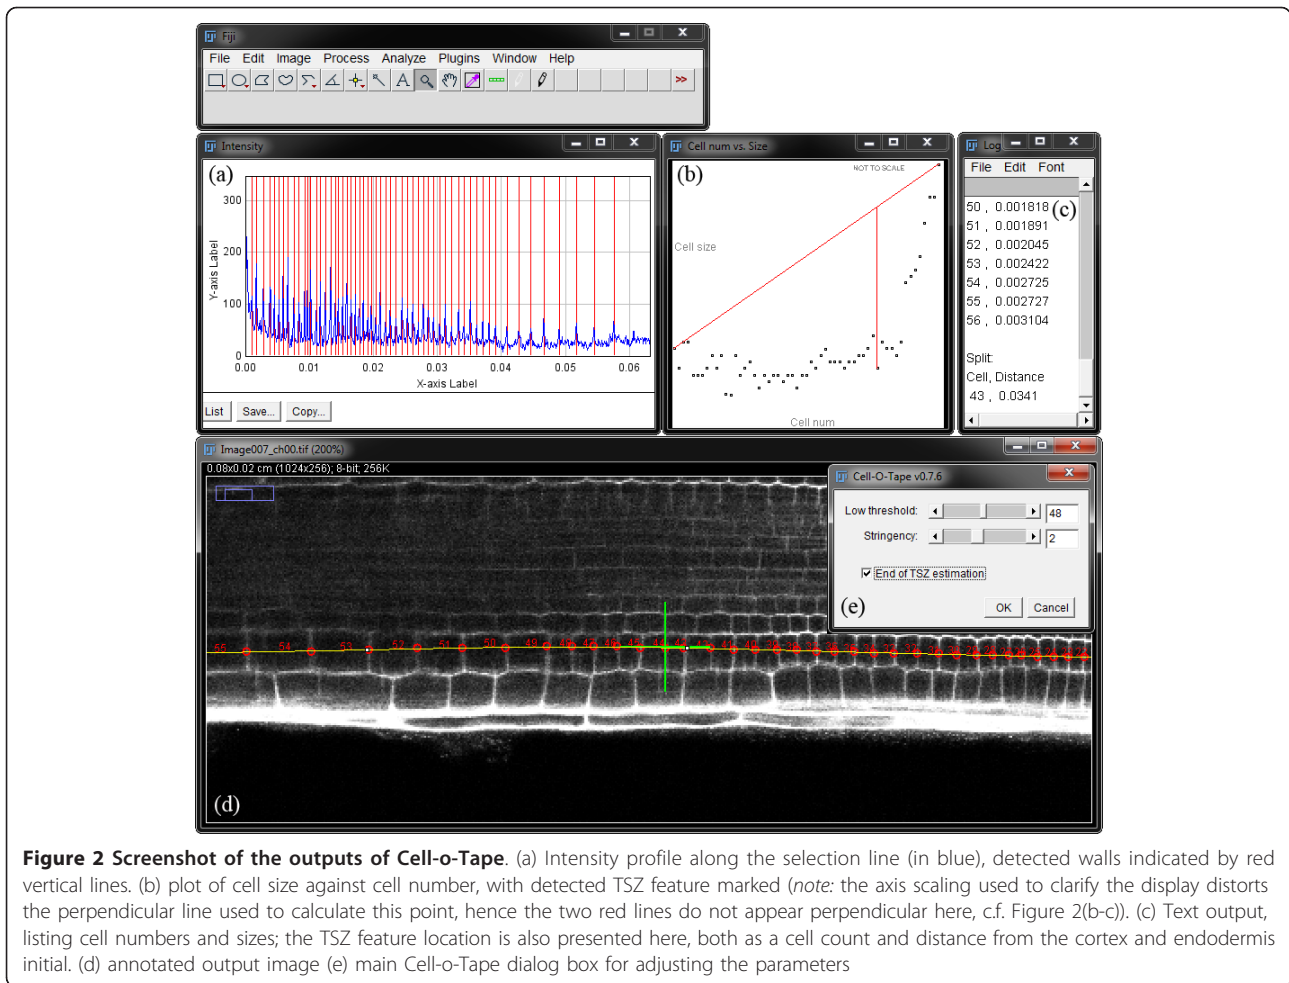 Fiji
File Edit Image Process Analyze Plugins Window Help
A
>>
Intensity
(a)
300
200
100
0
Y-axis Label
0.00 0.01 0.02 0.03 0.04 0.05 0.06
X-axis Label
List Save... Copy...
Cell num vs. Size
(b)
NOT TO SCALE
Cell size
Cell num
Log
File Edit Font
(c)
50 , 0.001818
51 , 0.001891
52 , 0.002045
53 , 0.002422
54 , 0.002725
55 , 0.002727
56 , 0.003104
Split:
Cell, Distance
43 , 0.0341
Image007_ch00.tif (200%)
0.08x0.02 cm (1024x256); 8-bit; 256K
55 54 53 52 51 50 49
(d)
Cell-O-Tape v0.7.6
Low threshold: 48
Stringency: 2
End of TSZ estimation
(e)
OK Cancel
Figure 2 Screenshot of the outputs of Cell-o-Tape. (a) Intensity profile along the selection line (in blue), detected walls indicated by red
vertical lines. (b) plot of cell size against cell number, with detected TSZ feature marked (note: the axis scaling used to clarify the display distorts
the perpendicular line used to calculate this point, hence the two red lines do not appear perpendicular here, c.f. Figure 2(b-c)). (c) Text output,
listing cell numbers and sizes; the TSZ feature location is also presented here, both as a cell count and distance from the cortex and endodermis
initial. (d) annotated output image (e) main Cell-o-Tape dialog box for adjusting the parameters